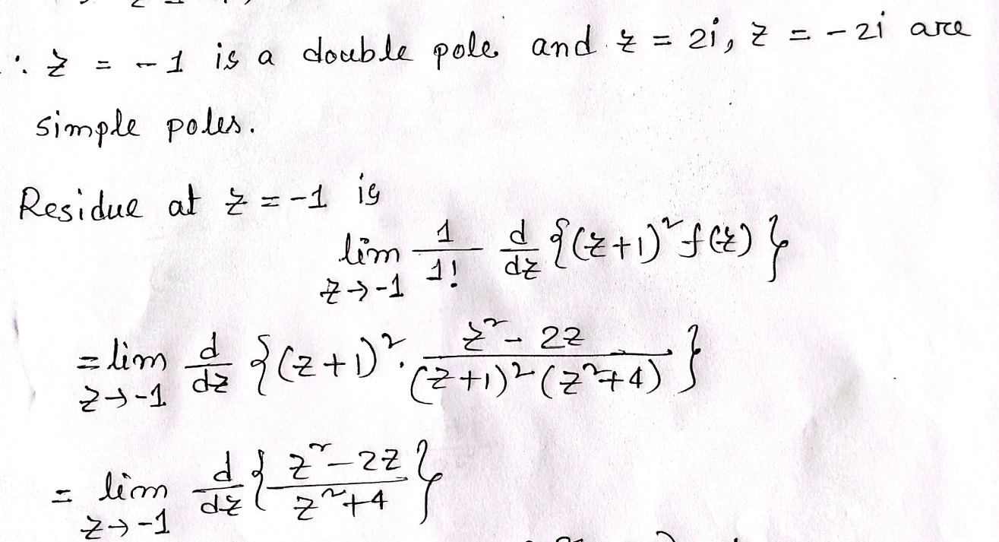 ∴ z = -1 is a double pole and z = 2i, z = -2i are
simple poles.
Residue at z = -1 is
lim z→-1 1/1! d/dz {(z+1)² f(z)}
= lim z→-1 d/dz {(z+1)² · (z² - 2z)/((z+1)²(z²+4))}
= lim z→-1 d/dz {(z² - 2z)/(z²+4)}